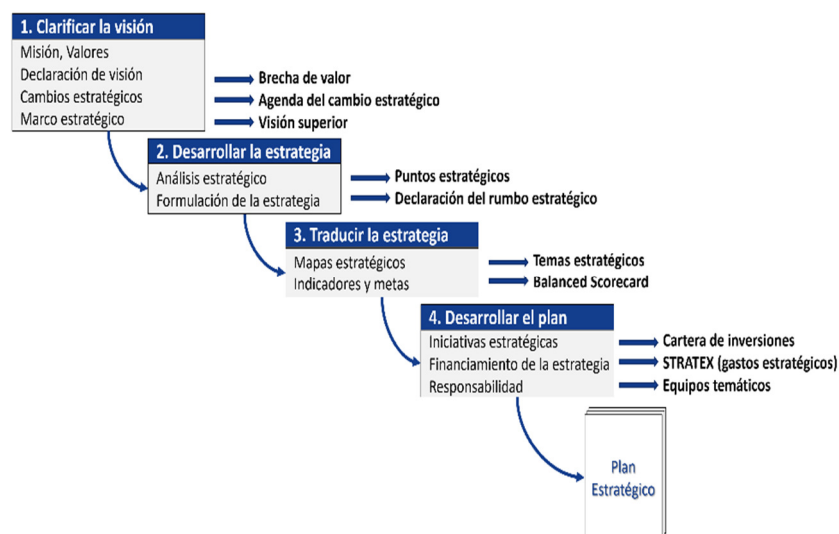 1. Clarificar la visión
Misión, Valores
Declaración de visión
Brecha de valor
Cambios estratégicos
Agenda del cambio estratégico
Marco estratégico
Visión superior
2. Desarrollar la estrategia
Análisis estratégico
Puntos estratégicos
Formulación de la estrategia
Declaración del rumbo estratégico
3. Traducir la estrategia
Mapas estratégicos
Temas estratégicos
Indicadores y metas
Balanced Scorecard
4. Desarrollar el plan
Iniciativas estratégicas
Cartera de inversiones
Financiamiento de la estrategia
STRATEX (gastos estratégicos)
Responsabilidad
Equipos temáticos
Plan
Estratégico